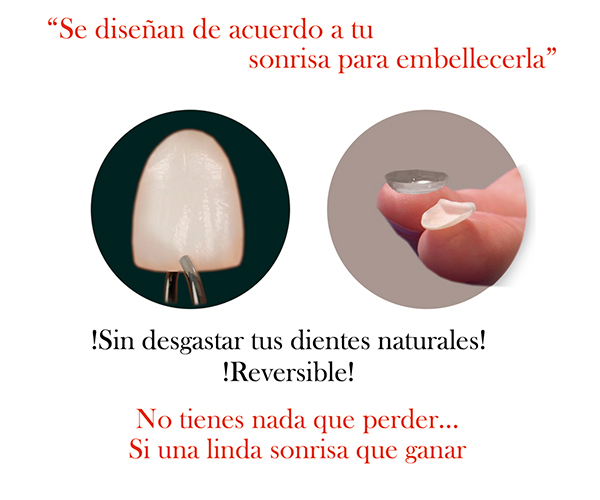 “Se diseñan de acuerdo a tu
sonrisa para embellecerla”
!Sin desgastar tus dientes naturales!
!Reversible!
No tienes nada que perder...
Si una linda sonrisa que ganar